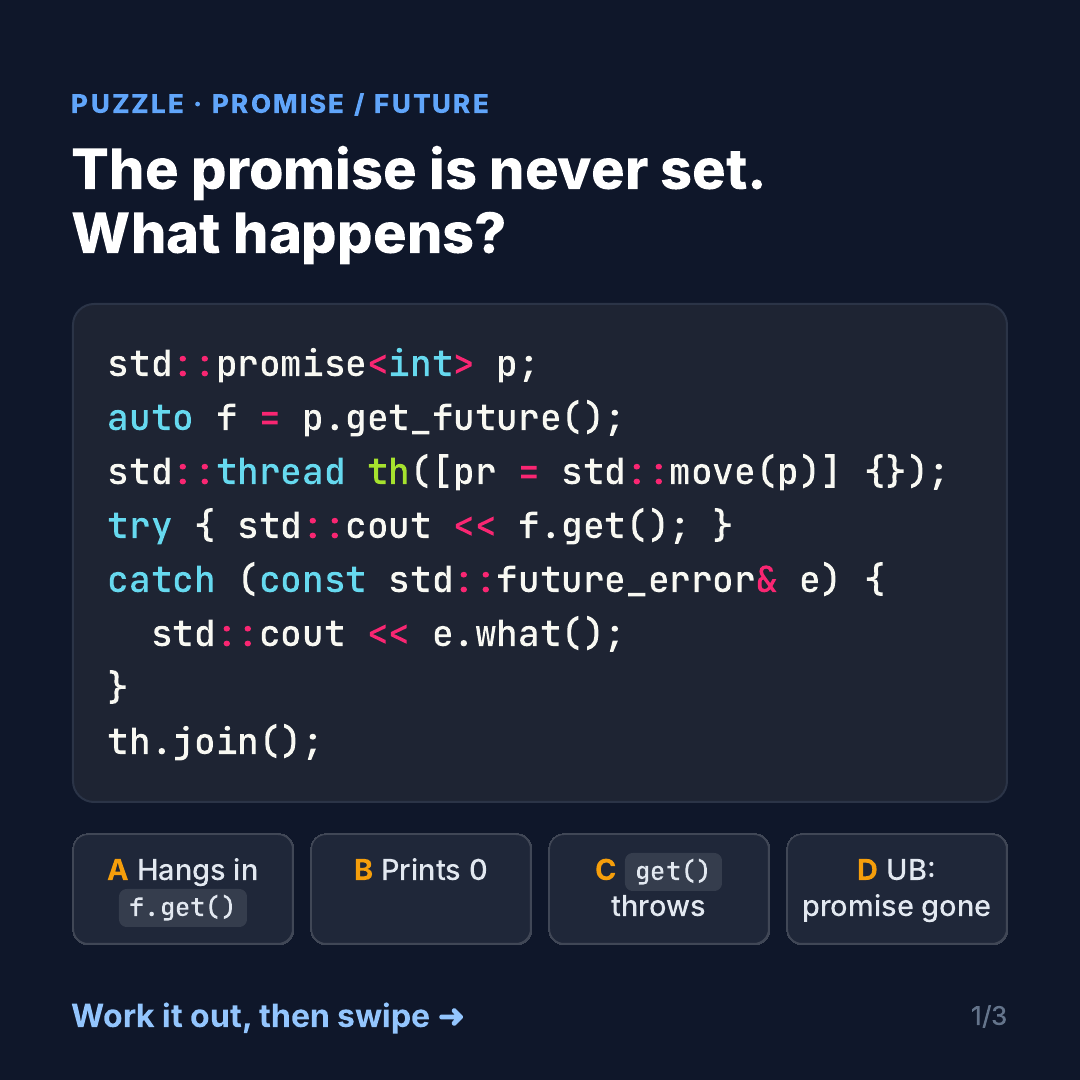 PUZZLE · PROMISE / FUTURE
The promise is never set.
What happens?
std::promise<int> p;
auto f = p.get_future();
std::thread th([pr = std::move(p)] {});
try { std::cout << f.get(); }
catch (const std::future_error& e) {
  std::cout << e.what();
}
th.join();
A Hangs in
f.get()
B Prints 0
C get()
throws
D UB:
promise gone
Work it out, then swipe ➜
1/3